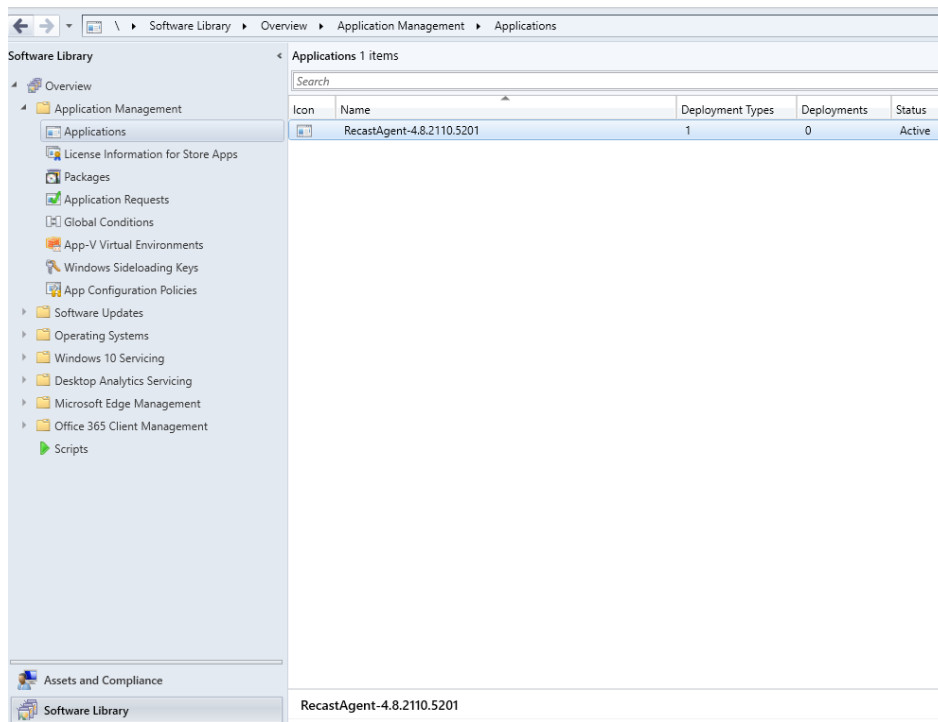 \ Software Library Overview Application Management Applications
Software Library
Overview
Application Management
Applications
License Information for Store Apps
Packages
Application Requests
Global Conditions
App-V Virtual Environments
Windows Sideloading Keys
App Configuration Policies
Software Updates
Operating Systems
Windows 10 Servicing
Desktop Analytics Servicing
Microsoft Edge Management
Office 365 Client Management
Scripts
Assets and Compliance
Software Library
Applications 1 items
Search
Icon Name Deployment Types Deployments Status
RecastAgent-4.8.2110.5201 1 0 Active
RecastAgent-4.8.2110.5201